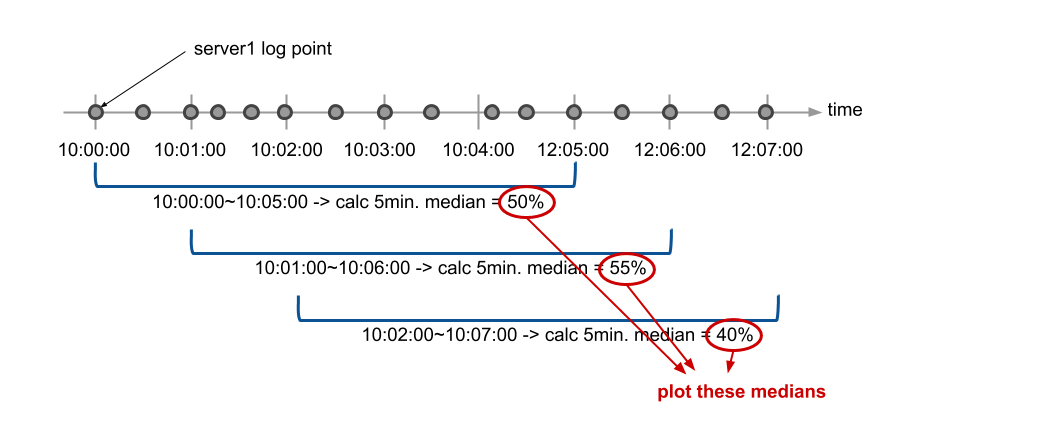 server1 log point
time
10:00:00 10:01:00 10:02:00 10:03:00 10:04:00 12:05:00 12:06:00 12:07:00
10:00:00~10:05:00 -> calc 5min. median = 50%
10:01:00~10:06:00 -> calc 5min. median = 55%
10:02:00~10:07:00 -> calc 5min. median = 40%
plot these medians